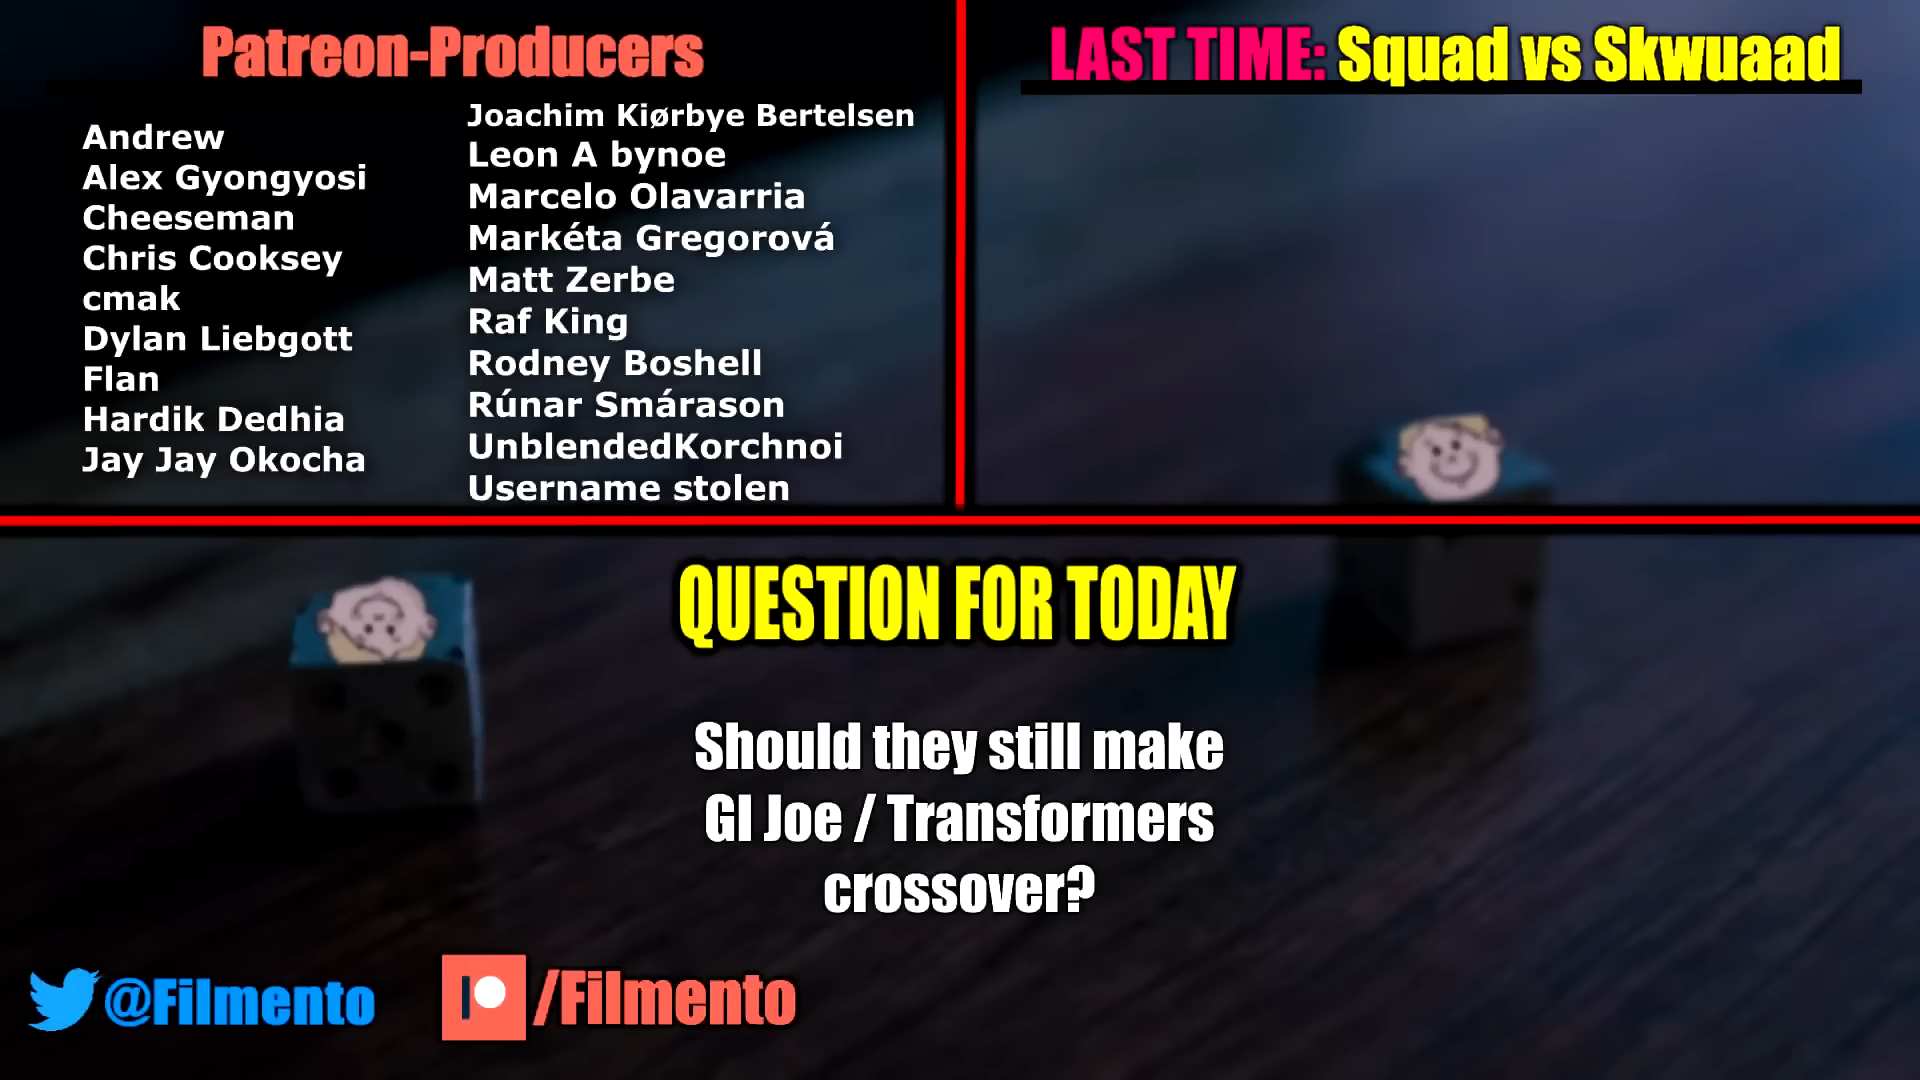 Patreon-Producers
Andrew
Alex Gyongyosi
Cheeseman
Chris Cooksey
cmak
Dylan Liebgott
Flan
Hardik Dedhia
Jay Jay Okocha
Joachim Kiørbye Bertelsen
Leon A bynoe
Marcelo Olavarria
Markéta Gregorová
Matt Zerbe
Raf King
Rodney Boshell
Rúnar Smárason
UnblendedKorchnoi
Username stolen
LAST TIME: Squad vs Skwuaad
QUESTION FOR TODAY
Should they still make
GI Joe / Transformers
crossover?
@Filmento
/Filmento